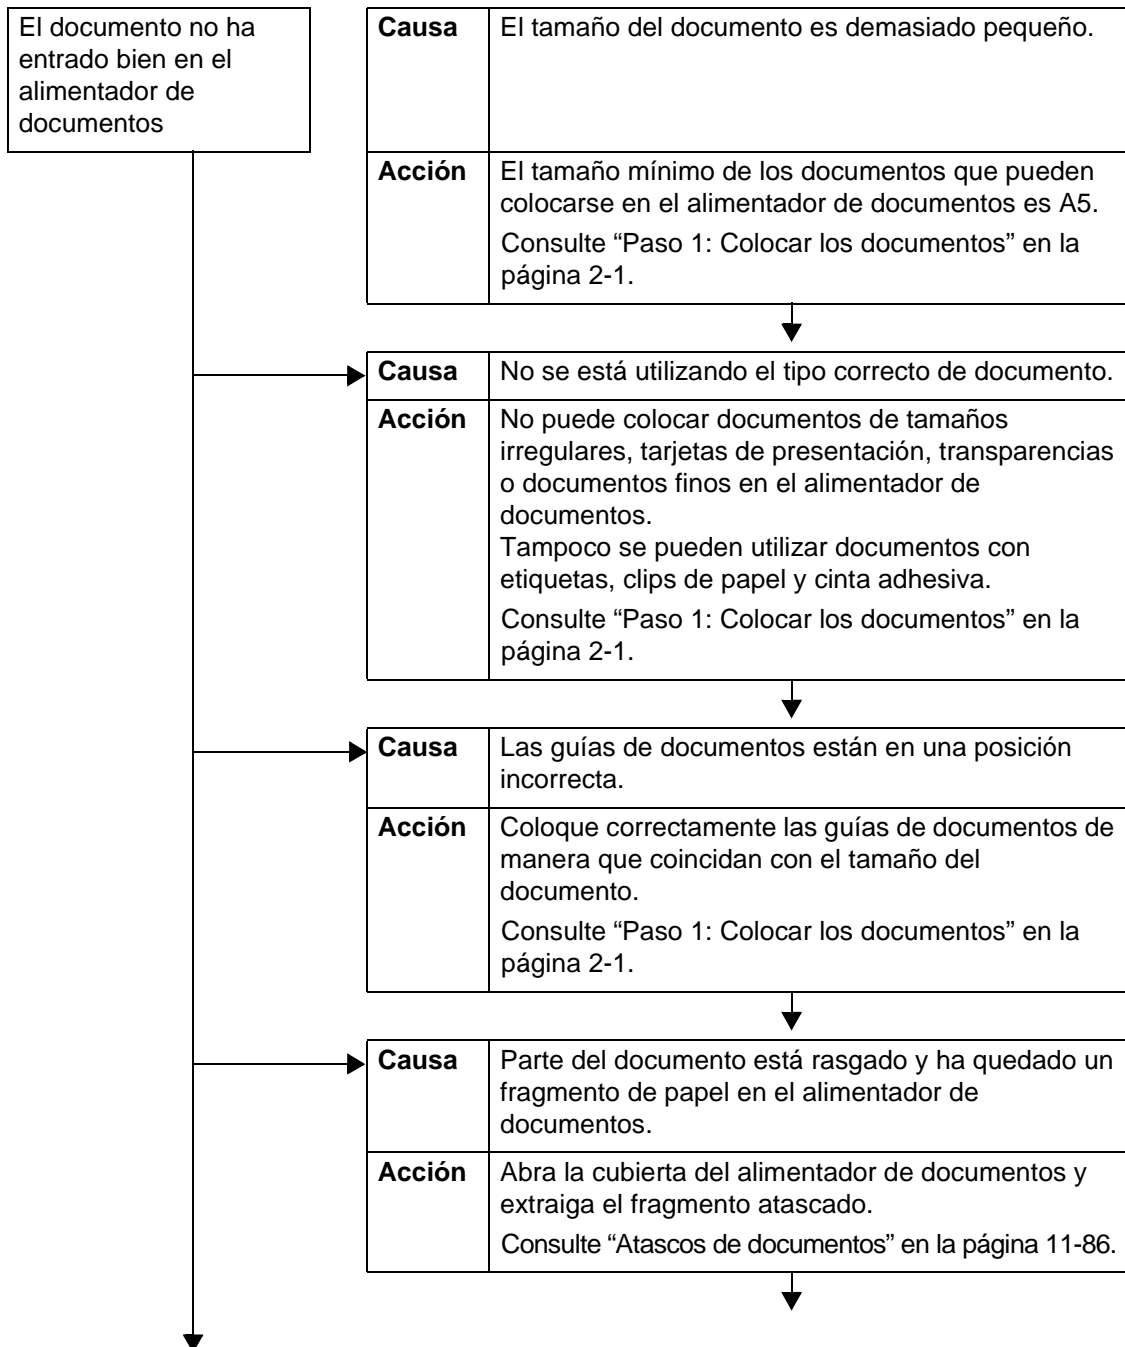 El documento no ha
entrado bien en el
alimentador de
documentos
Causa
El tamaño del documento es demasiado pequeño.
Acción
El tamaño mínimo de los documentos que pueden
colocarse en el alimentador de documentos es A5.
Consulte “Paso 1: Colocar los documentos” en la
página 2-1.
Causa
No se está utilizando el tipo correcto de documento.
Acción
No puede colocar documentos de tamaños
irregulares, tarjetas de presentación, transparencias
o documentos finos en el alimentador de
documentos.
Tampoco se pueden utilizar documentos con
etiquetas, clips de papel y cinta adhesiva.
Consulte “Paso 1: Colocar los documentos” en la
página 2-1.
Causa
Las guías de documentos están en una posición
incorrecta.
Acción
Coloque correctamente las guías de documentos de
manera que coincidan con el tamaño del
documento.
Consulte “Paso 1: Colocar los documentos” en la
página 2-1.
Causa
Parte del documento está rasgado y ha quedado un
fragmento de papel en el alimentador de
documentos.
Acción
Abra la cubierta del alimentador de documentos y
extraiga el fragmento atascado.
Consulte “Atascos de documentos” en la página 11-86.